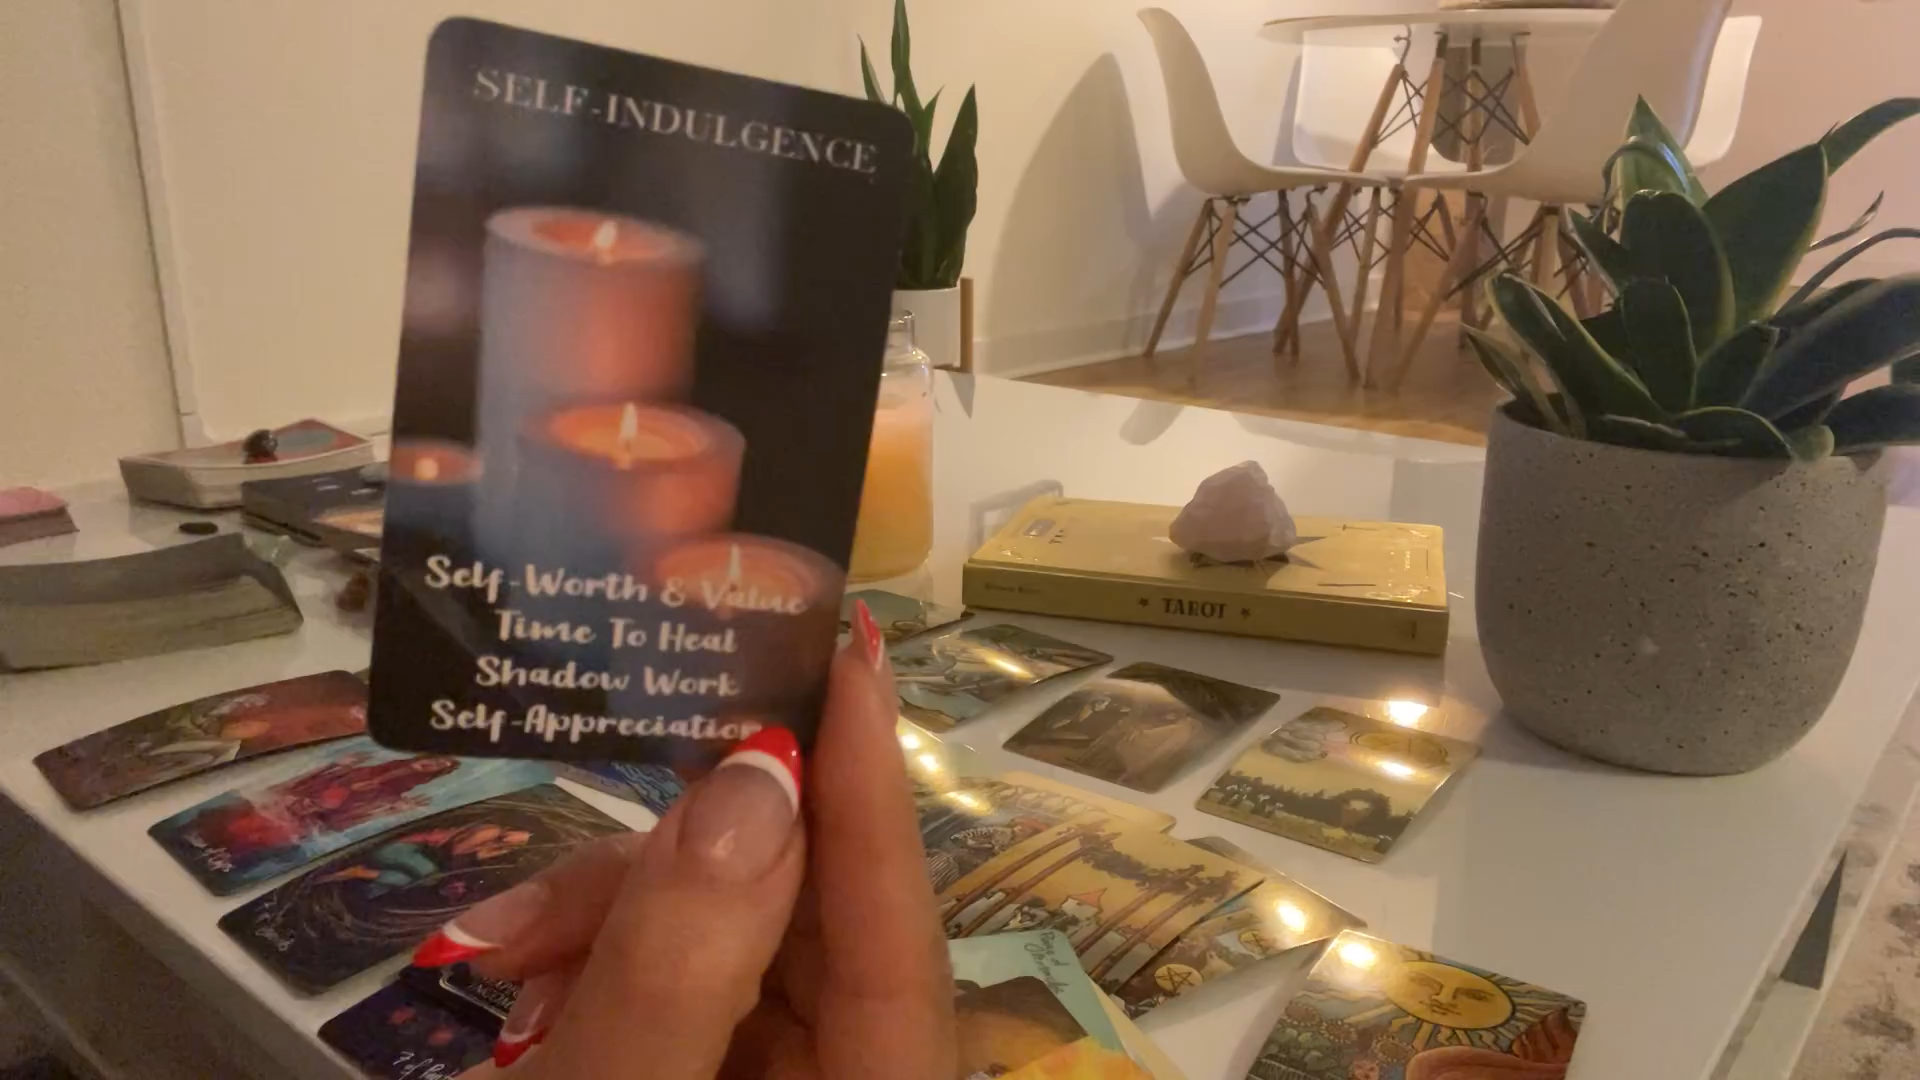 SELF-INDULGENCE
Self-Worth & Value
Time To Heal
Shadow Work
Self-Appreciation
TAROT